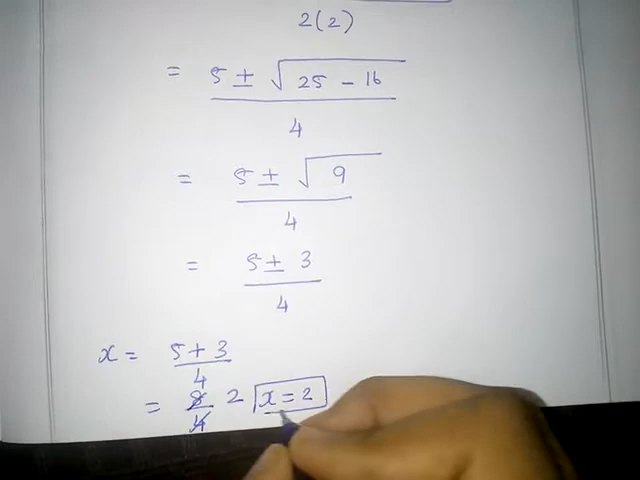 2(2)
= 5 ± √25 - 16
4
= 5 ± √9
4
= 5 ± 3
4
x = 5 + 3
4
= 8 2 x = 2
4